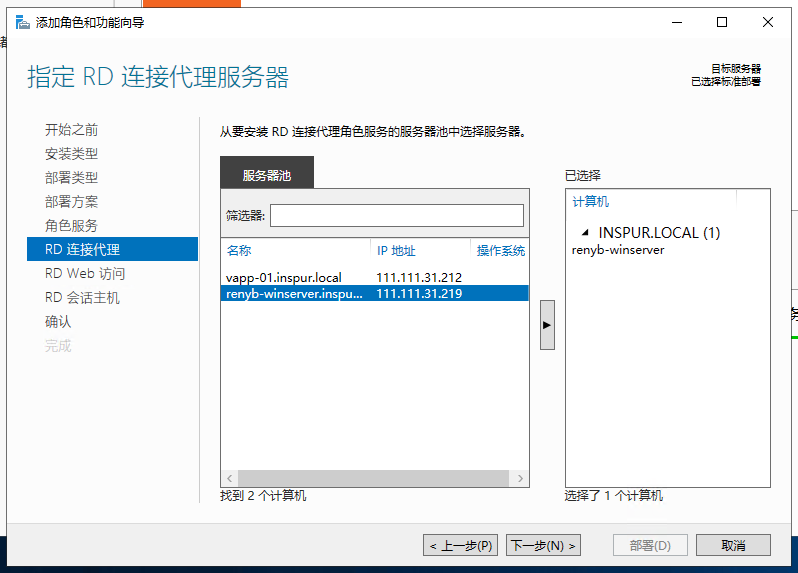 添加角色和功能向导
指定 RD 连接代理服务器
目标服务器
已选择标准部署
开始之前
安装类型
部署类型
部署方案
角色服务
RD 连接代理
RD Web 访问
RD 会话主机
确认
完成
从要安装 RD 连接代理角色服务的服务器池中选择服务器。
服务器池
筛选器:
名称 IP 地址 操作系统
vapp-01.inspur.local 111.111.31.212
renyb-winserver.inspu... 111.111.31.219
找到 2 个计算机
已选择
计算机
INSPUR.LOCAL (1)
renyb-winserver
选择了 1 个计算机
< 上一步(P) 下一步(N) > 部署(D) 取消